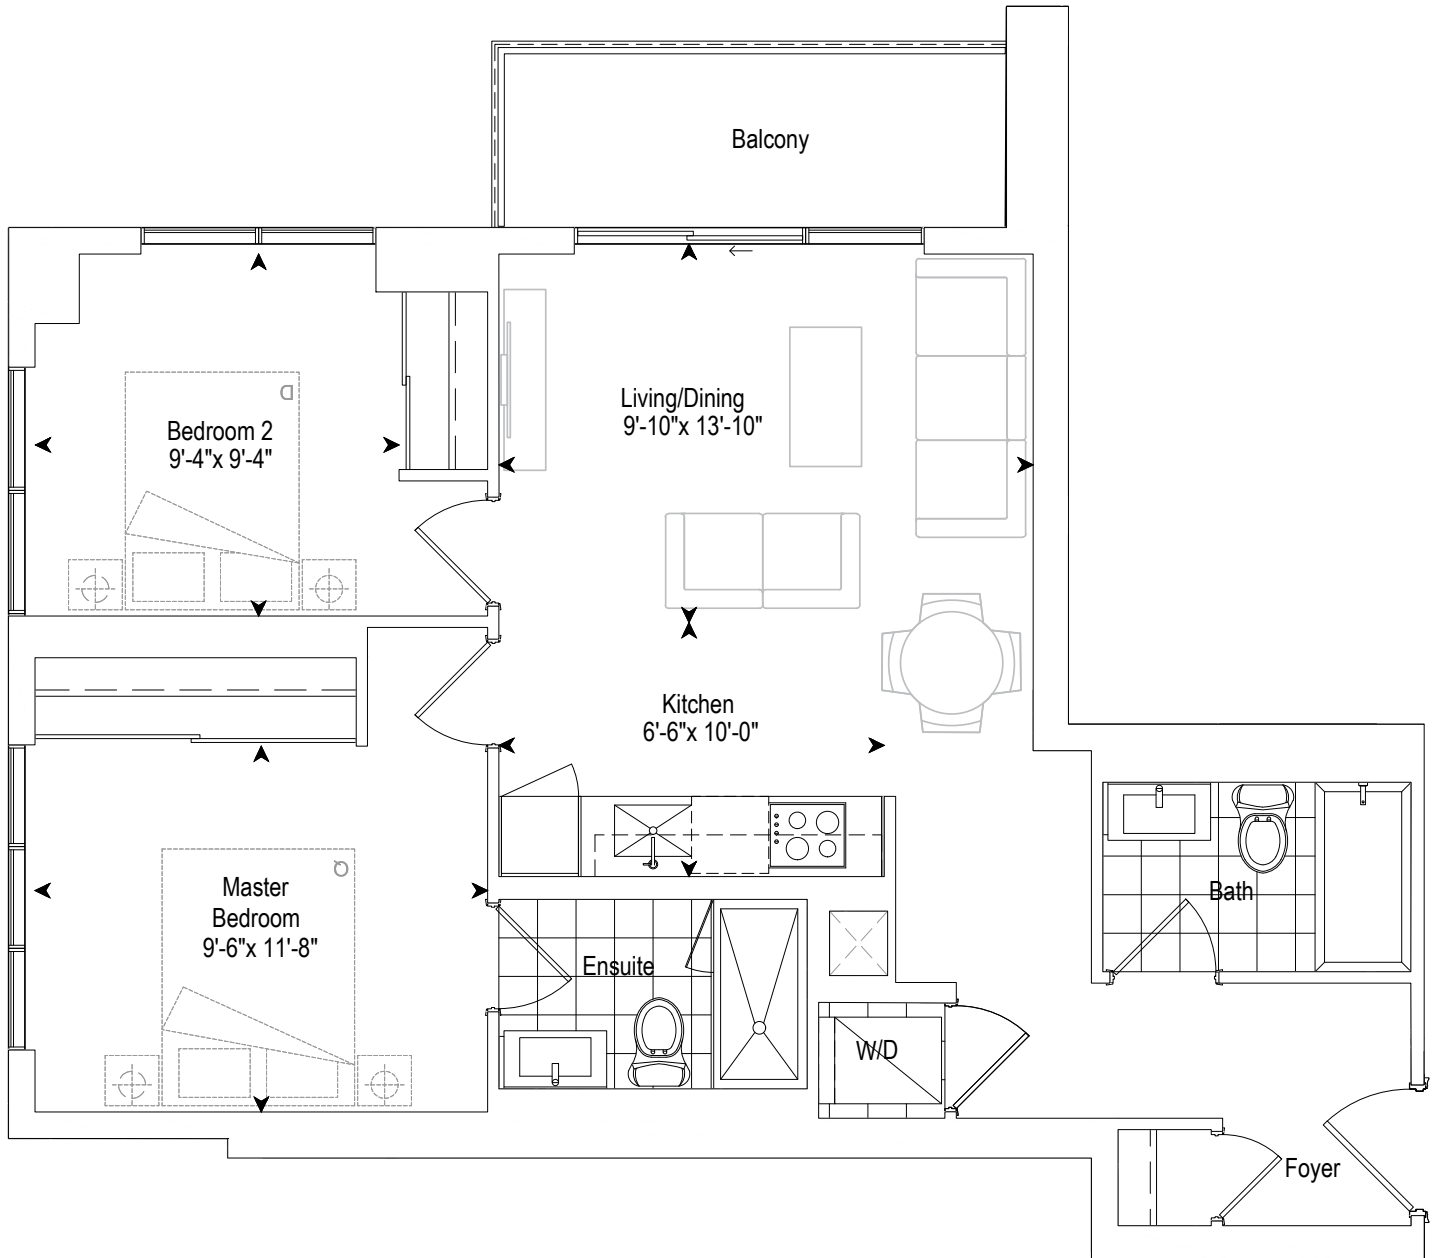 Balcony
Living/Dining
9'-10"x 13'-10"
Bedroom 2
9'-4"x 9'-4"
Kitchen
6'-6"x 10'-0"
Master
Bedroom
9'-6"x 11'-8"
Bath
Ensuite
W/D
Foyer